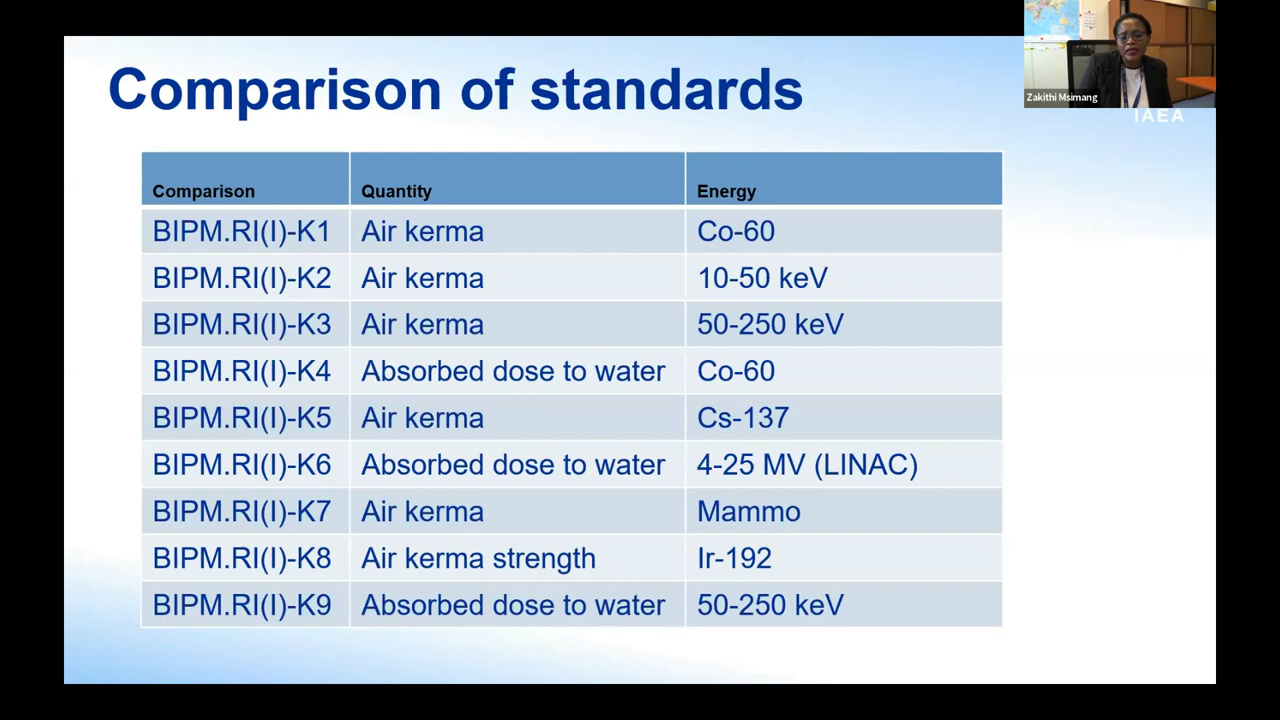 Comparison of standards
Zakithi Msimang
IAEA
Comparison Quantity Energy
BIPM.RI(I)-K1 Air kerma Co-60
BIPM.RI(I)-K2 Air kerma 10-50 keV
BIPM.RI(I)-K3 Air kerma 50-250 keV
BIPM.RI(I)-K4 Absorbed dose to water Co-60
BIPM.RI(I)-K5 Air kerma Cs-137
BIPM.RI(I)-K6 Absorbed dose to water 4-25 MV (LINAC)
BIPM.RI(I)-K7 Air kerma Mammo
BIPM.RI(I)-K8 Air kerma strength Ir-192
BIPM.RI(I)-K9 Absorbed dose to water 50-250 keV